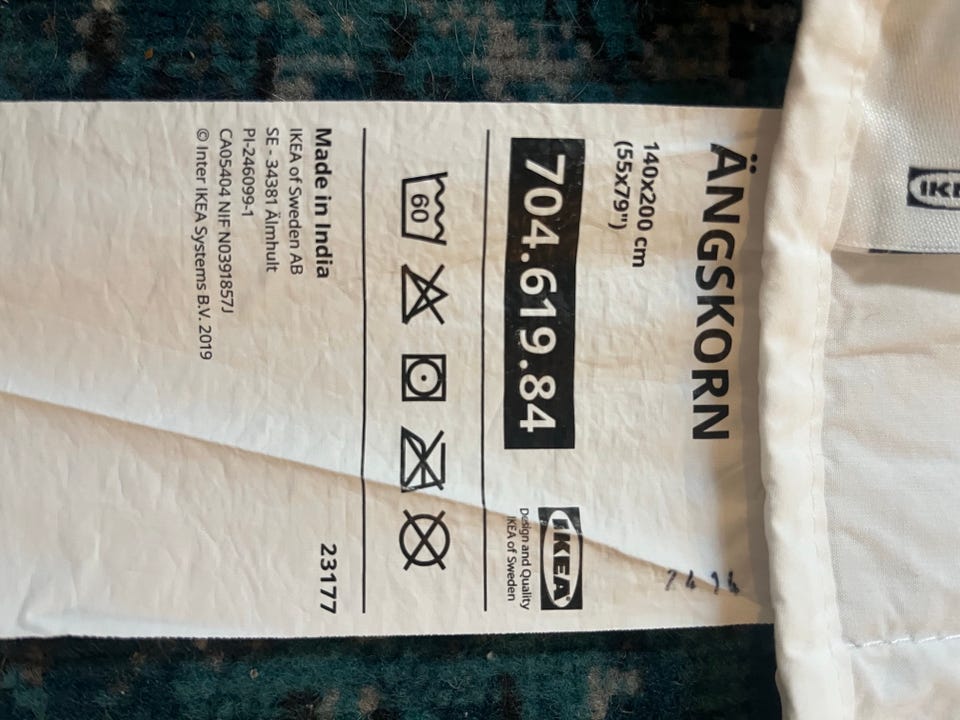 IKE
ÄNGSKORN
140x200 cm
(55x79")
704.619.84
IKEA®
Design and Quality
IKEA of Sweden
60
Made in India
23177
IKEA of Sweden AB
SE - 34381 Älmhult
PI-246099-1
CA05404 NIF N0391857J
© Inter IKEA Systems B.V. 2019